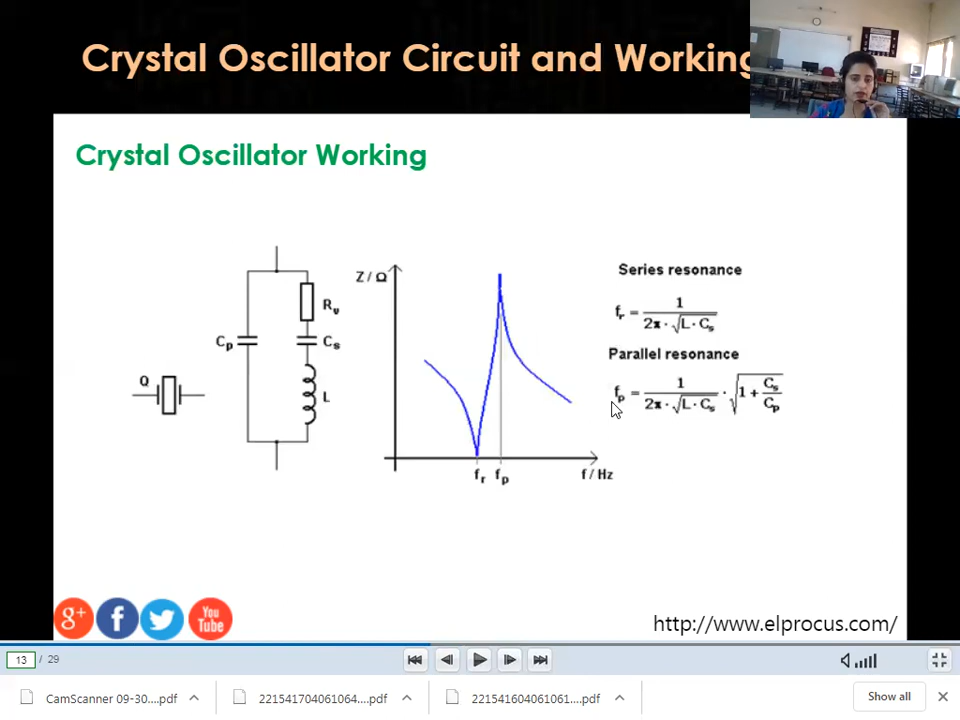 Crystal Oscillator Circuit and Working
Crystal Oscillator Working
Q
Cp
Rv
Cs
L
Z / Ω
fr fp
f / Hz
Series resonance
fr = 1 / (2π · √(L · Cs))
Parallel resonance
fp = 1 / (2π · √(L · Cs)) · √(1 + Cs / Cp)
g+
f
You
Tube
http://www.elprocus.com/
13 / 29
CamScanner 09-30....pdf
221541704061064....pdf
221541604061061....pdf
Show all